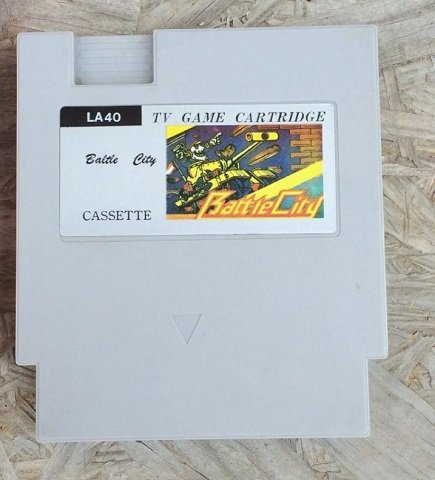 LA40 TV GAME CARTRIDGE
Baltle City
CASSETTE
BattleCity